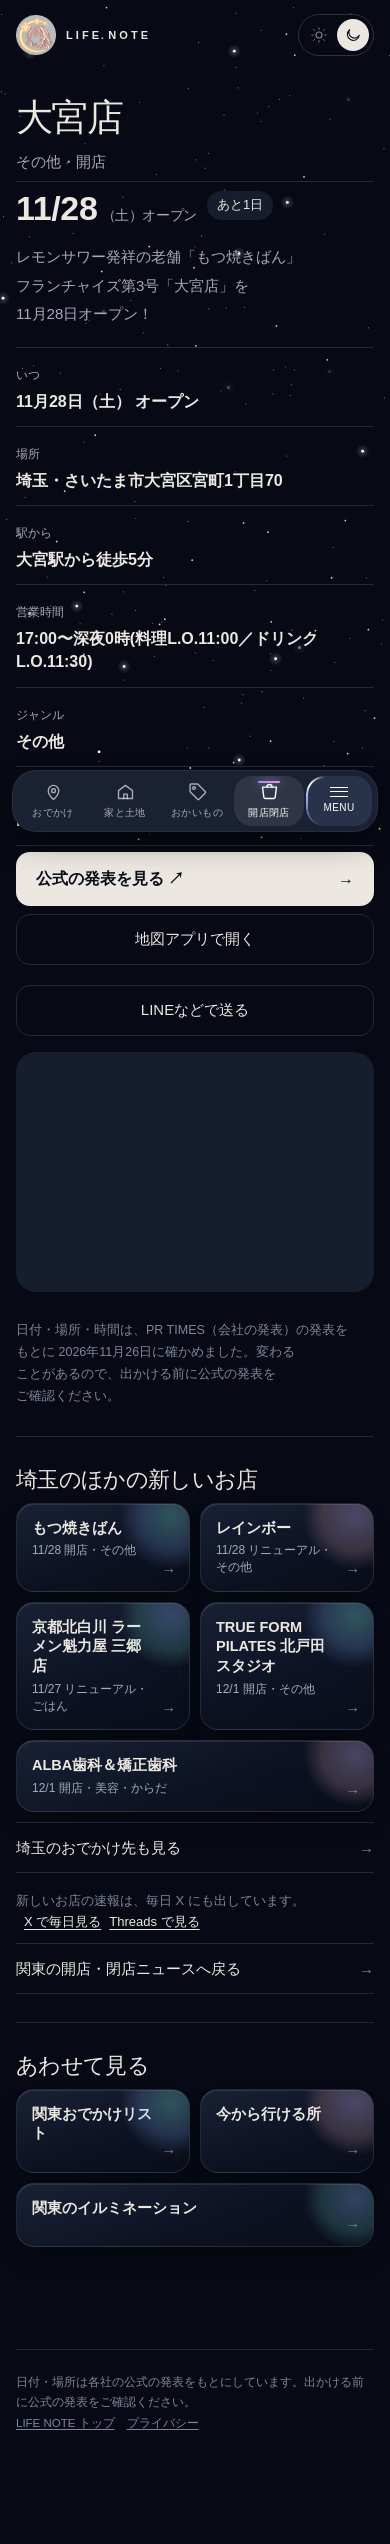 LIFE.NOTE
大宮店
その他・開店
11/28 （土）オープン あと1日
レモンサワー発祥の老舗「もつ焼きばん」
フランチャイズ第3号「大宮店」を
11月28日オープン！
いつ
11月28日（土） オープン
場所
埼玉・さいたま市大宮区宮町1丁目70
駅から
大宮駅から徒歩5分
営業時間
17:00〜深夜0時(料理L.O.11:00／ドリンク
L.O.11:30)
ジャンル
その他
おでかけ
家と土地
おかいもの
開店閉店
MENU
公式の発表を見る ↗ →
地図アプリで開く
LINEなどで送る
日付・場所・時間は、PR TIMES（会社の発表）の発表を
もとに 2026年11月26日に確かめました。変わる
ことがあるので、出かける前に公式の発表を
ご確認ください。
埼玉のほかの新しいお店
もつ焼きばん
11/28 開店・その他
→
レインボー
11/28 リニューアル・
その他
→
京都北白川 ラー
メン魁力屋 三郷
店
11/27 リニューアル・
ごはん
→
TRUE FORM
PILATES 北戸田
スタジオ
12/1 開店・その他
→
ALBA歯科＆矯正歯科
12/1 開店・美容・からだ
→
埼玉のおでかけ先も見る →
新しいお店の速報は、毎日 X にも出しています。
X で毎日見る Threads で見る
関東の開店・閉店ニュースへ戻る →
あわせて見る
関東おでかけリス
ト
→
今から行ける所
→
関東のイルミネーション
→
日付・場所は各社の公式の発表をもとにしています。出かける前
に公式の発表をご確認ください。
LIFE NOTE トップ プライバシー